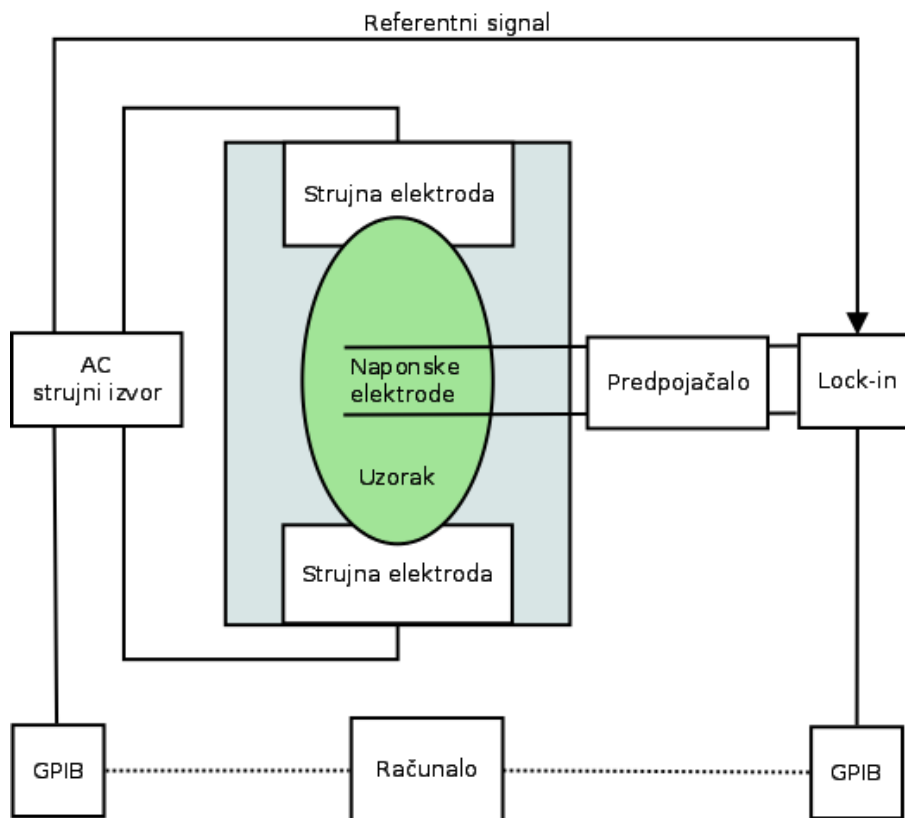 Referentni signal
Strujna elektroda
AC
strujni izvor
Naponske
elektrode
Predpojačalo
Lock-in
Uzorak
Strujna elektroda
GPIB
Računalo
GPIB